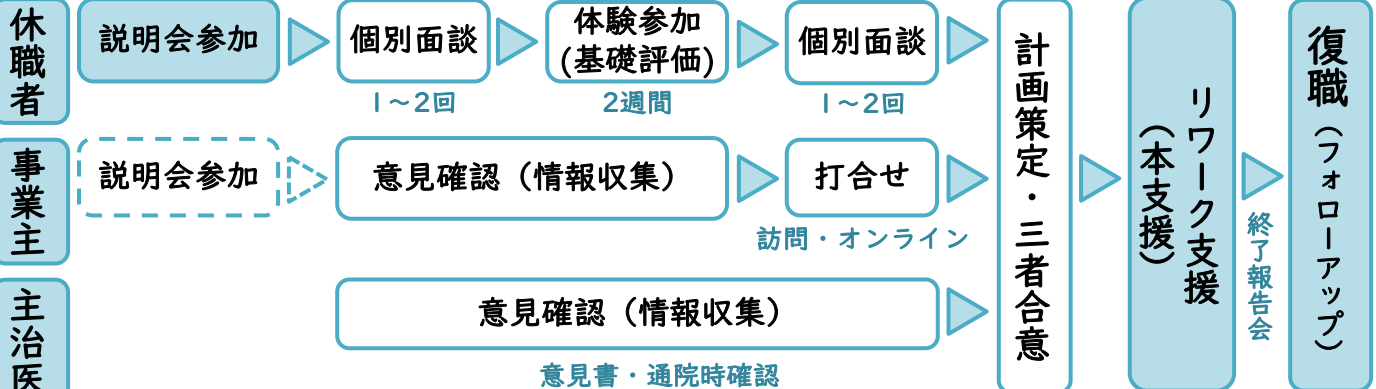 休職者
説明会参加
個別面談
1～2回
体験参加
(基礎評価)
2週間
個別面談
1～2回
事業主
説明会参加
意見確認（情報収集）
打合せ
訪問・オンライン
主治医
意見確認（情報収集）
意見書・通院時確認
計画策定・三者合意
リワーク支援
（本支援）
終了報告会
復職（フォローアップ）